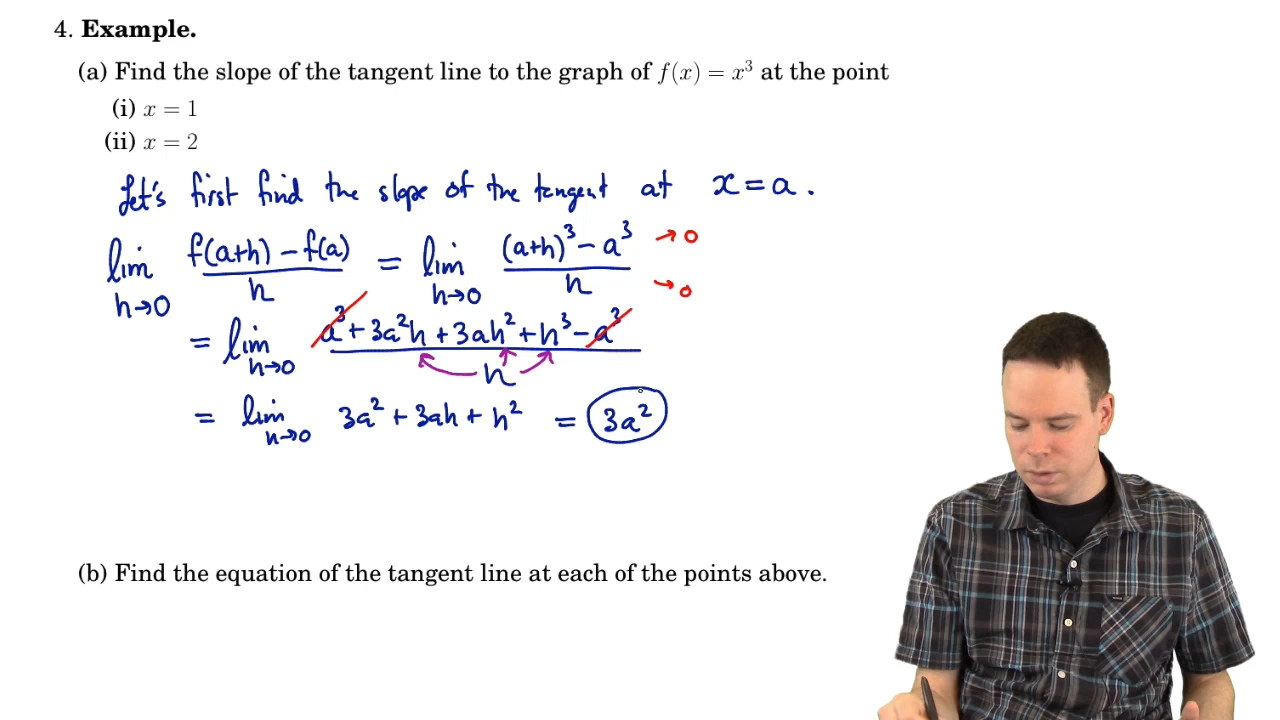 4. Example.
(a) Find the slope of the tangent line to the graph of f(x) = x³ at the point
(i) x = 1
(ii) x = 2
Let's first find the slope of the tangent at x = a.
lim h→0 f(a+h) − f(a) / h = lim h→0 (a+h)³ − a³ / h → 0 → 0
= lim h→0 a³ + 3a²h + 3ah² + h³ − a³ / h
= lim h→0 3a² + 3ah + h² = 3a²
(b) Find the equation of the tangent line at each of the points above.